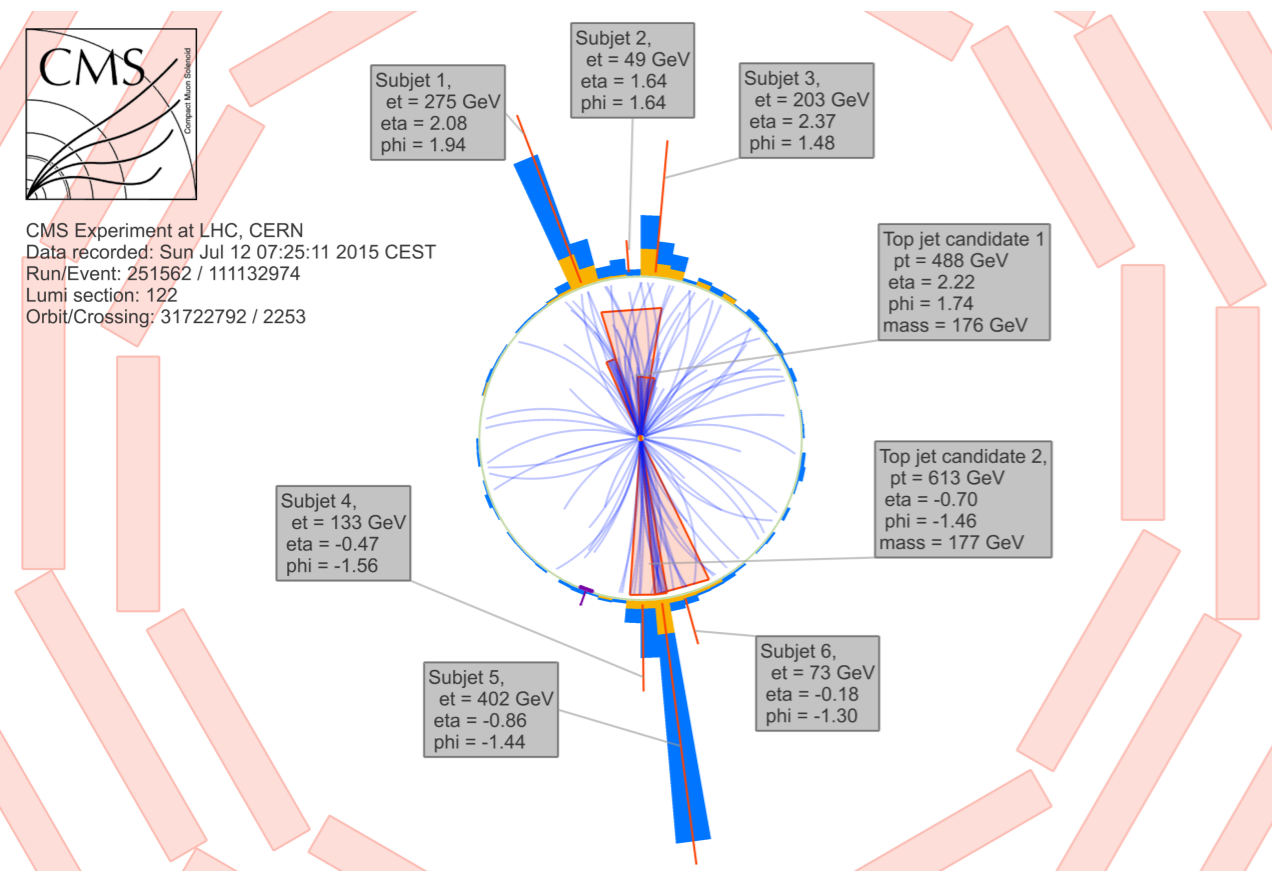 CMS
Compact Muon Solenoid
CMS Experiment at LHC, CERN
Data recorded: Sun Jul 12 07:25:11 2015 CEST
Run/Event: 251562 / 111132974
Lumi section: 122
Orbit/Crossing: 31722792 / 2253
Subjet 1,
et = 275 GeV
eta = 2.08
phi = 1.94
Subjet 2,
et = 49 GeV
eta = 1.64
phi = 1.64
Subjet 3,
et = 203 GeV
eta = 2.37
phi = 1.48
Top jet candidate 1
pt = 488 GeV
eta = 2.22
phi = 1.74
mass = 176 GeV
Top jet candidate 2,
pt = 613 GeV
eta = -0.70
phi = -1.46
mass = 177 GeV
Subjet 4,
et = 133 GeV
eta = -0.47
phi = -1.56
Subjet 5,
et = 402 GeV
eta = -0.86
phi = -1.44
Subjet 6,
et = 73 GeV
eta = -0.18
phi = -1.30